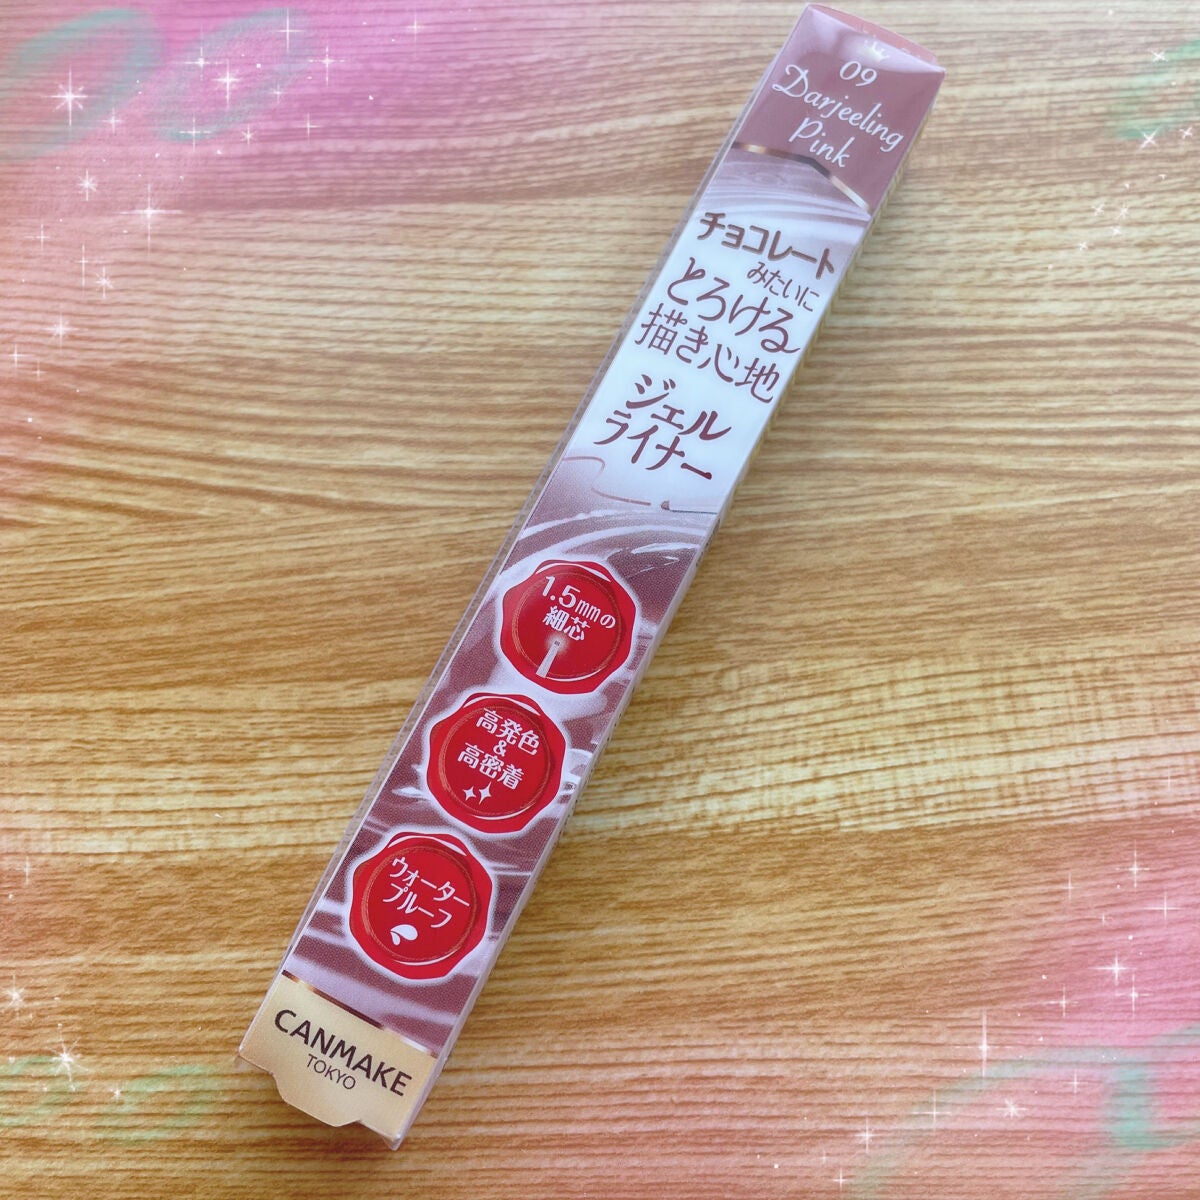 09
Darjeeling
Pink
チョコレート
みたいに
とろける
描き心地
ジェル
ライナー
1.5mmの
細芯
高発色
&
高密着
ウォーター
プルーフ
CANMAKE
TOKYO